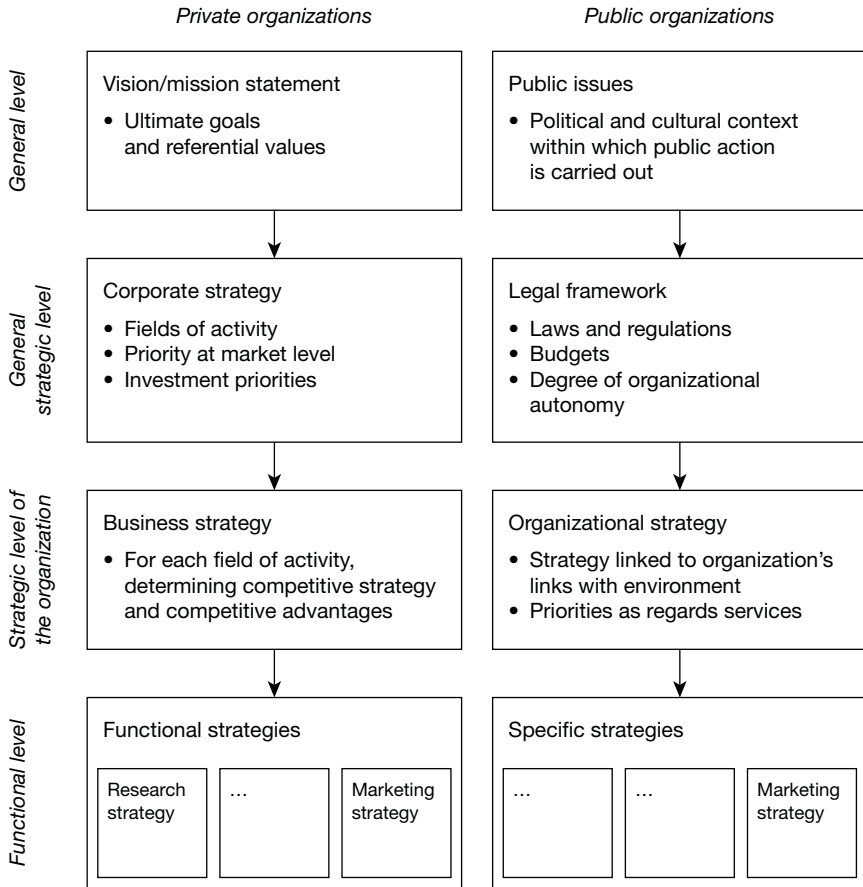 Private organizations
Public organizations
General level
Vision/mission statement
• Ultimate goals
and referential values
Public issues
• Political and cultural context
within which public action
is carried out
General
strategic level
Corporate strategy
• Fields of activity
• Priority at market level
• Investment priorities
Legal framework
• Laws and regulations
• Budgets
• Degree of organizational
autonomy
Strategic level of
the organization
Business strategy
• For each field of activity,
determining competitive strategy
and competitive advantages
Organizational strategy
• Strategy linked to organization’s
links with environment
• Priorities as regards services
Functional level
Functional strategies
Research
strategy
…
Marketing
strategy
Specific strategies
…
…
Marketing
strategy